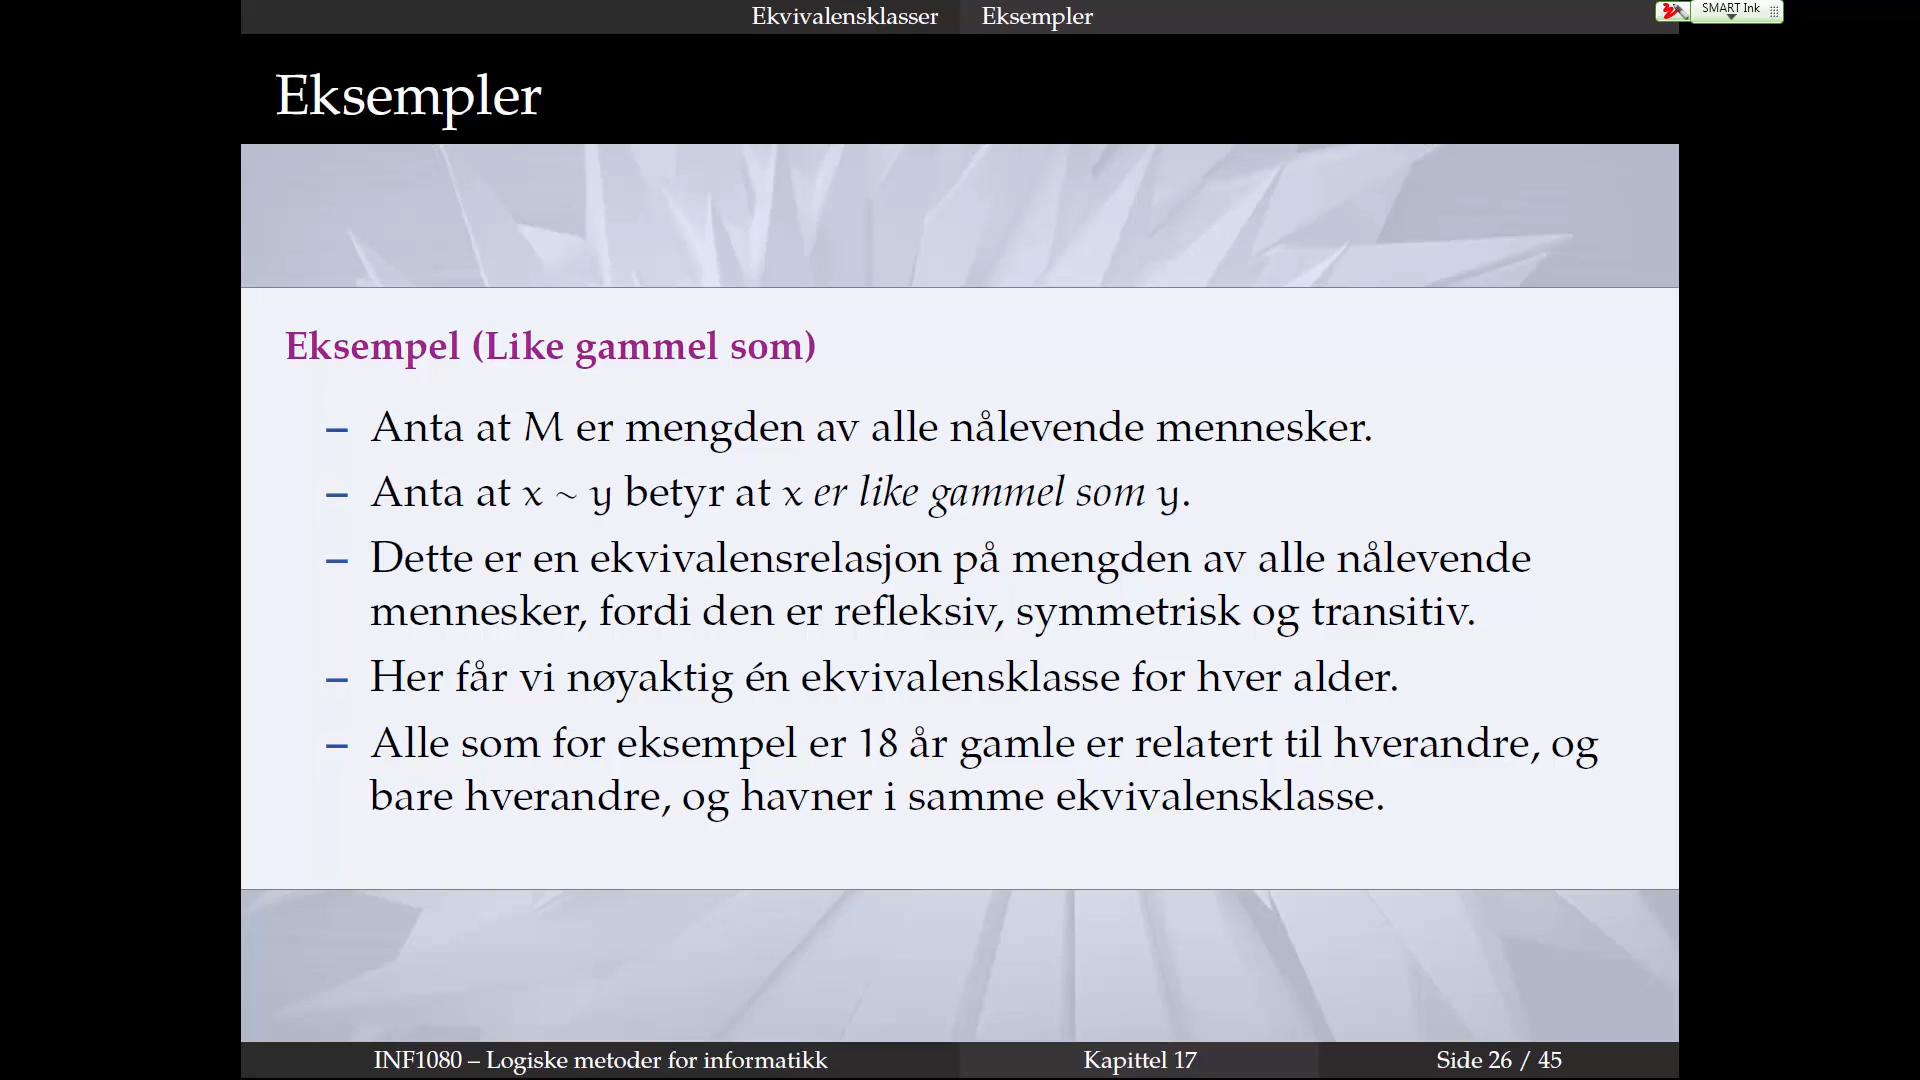 Ekvivalensklasser Eksempler
SMART Ink
Eksempler
Eksempel (Like gammel som)
– Anta at M er mengden av alle nålevende mennesker.
– Anta at x ~ y betyr at x er like gammel som y.
– Dette er en ekvivalensrelasjon på mengden av alle nålevende
mennesker, fordi den er refleksiv, symmetrisk og transitiv.
– Her får vi nøyaktig én ekvivalensklasse for hver alder.
– Alle som for eksempel er 18 år gamle er relatert til hverandre, og
bare hverandre, og havner i samme ekvivalensklasse.
INF1080 – Logiske metoder for informatikk Kapittel 17 Side 26 / 45